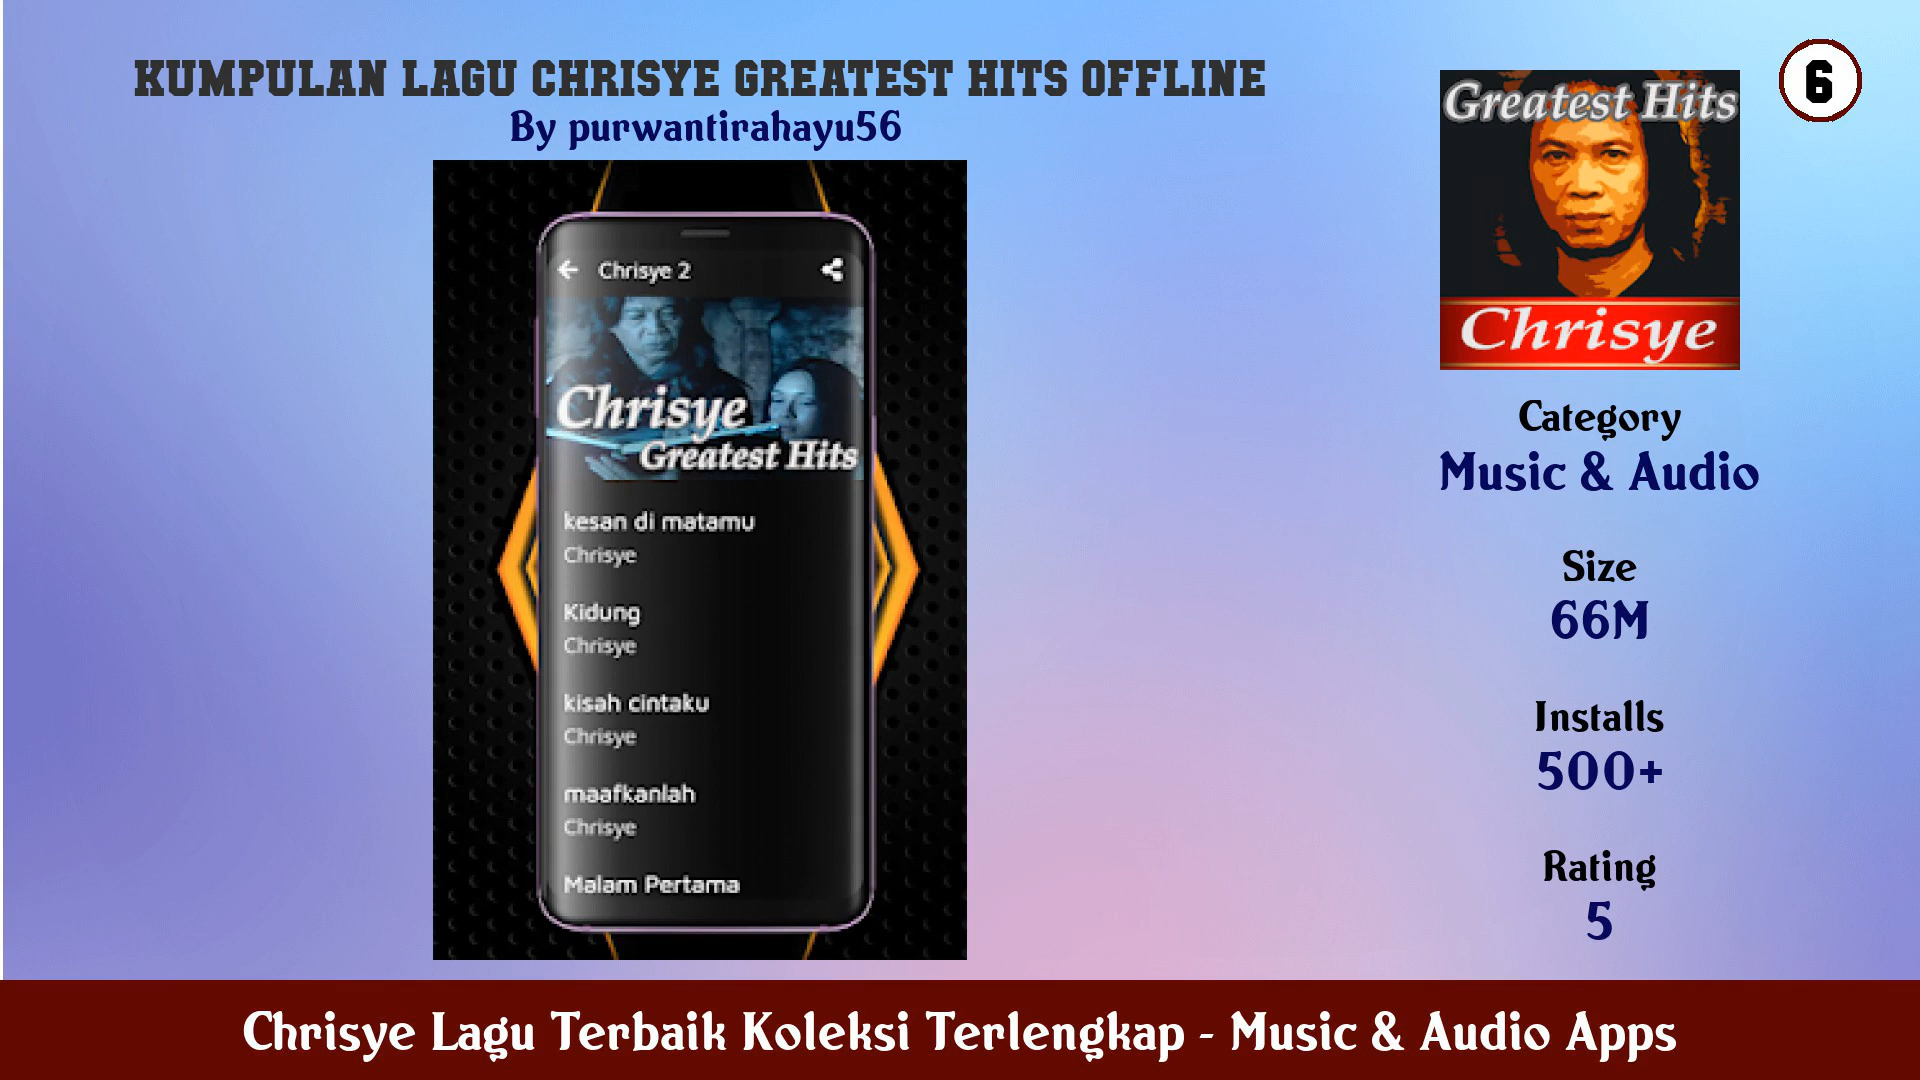 KUMPULAN LAGU CHRISYE GREATEST HITS OFFLINE
By purwantirahayu56
6
Greatest Hits
Chrisye
Chrisye 2
Chrisye
Greatest Hits
kesan di matamu
Chrisye
Kidung
Chrisye
kisah cintaku
Chrisye
maafkanlah
Chrisye
Malam Pertama
Category
Music & Audio
Size
66M
Installs
500+
Rating
5
Chrisye Lagu Terbaik Koleksi Terlengkap - Music & Audio Apps